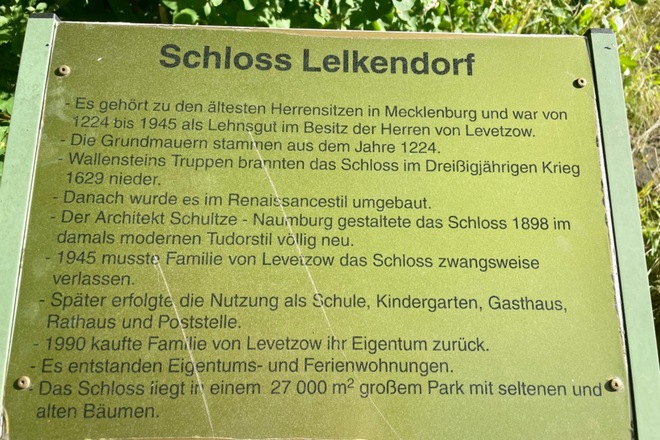 Schloss Lelkendorf
- Es gehört zu den ältesten Herrensitzen in Mecklenburg und war von
1224 bis 1945 als Lehnsgut im Besitz der Herren von Levetzow.
- Die Grundmauern stammen aus dem Jahre 1224.
- Wallensteins Truppen brannten das Schloss im Dreißigjährigen Krieg
1629 nieder.
- Danach wurde es im Renaissancestil umgebaut.
- Der Architekt Schultze - Naumburg gestaltete das Schloss 1898 im
damals modernen Tudorstil völlig neu.
- 1945 musste Familie von Levetzow das Schloss zwangsweise
verlassen.
- Später erfolgte die Nutzung als Schule, Kindergarten, Gasthaus,
Rathaus und Poststelle.
- 1990 kaufte Familie von Levetzow ihr Eigentum zurück.
- Es entstanden Eigentums- und Ferienwohnungen.
- Das Schloss liegt in einem 27 000 m² großem Park mit seltenen und
alten Bäumen.